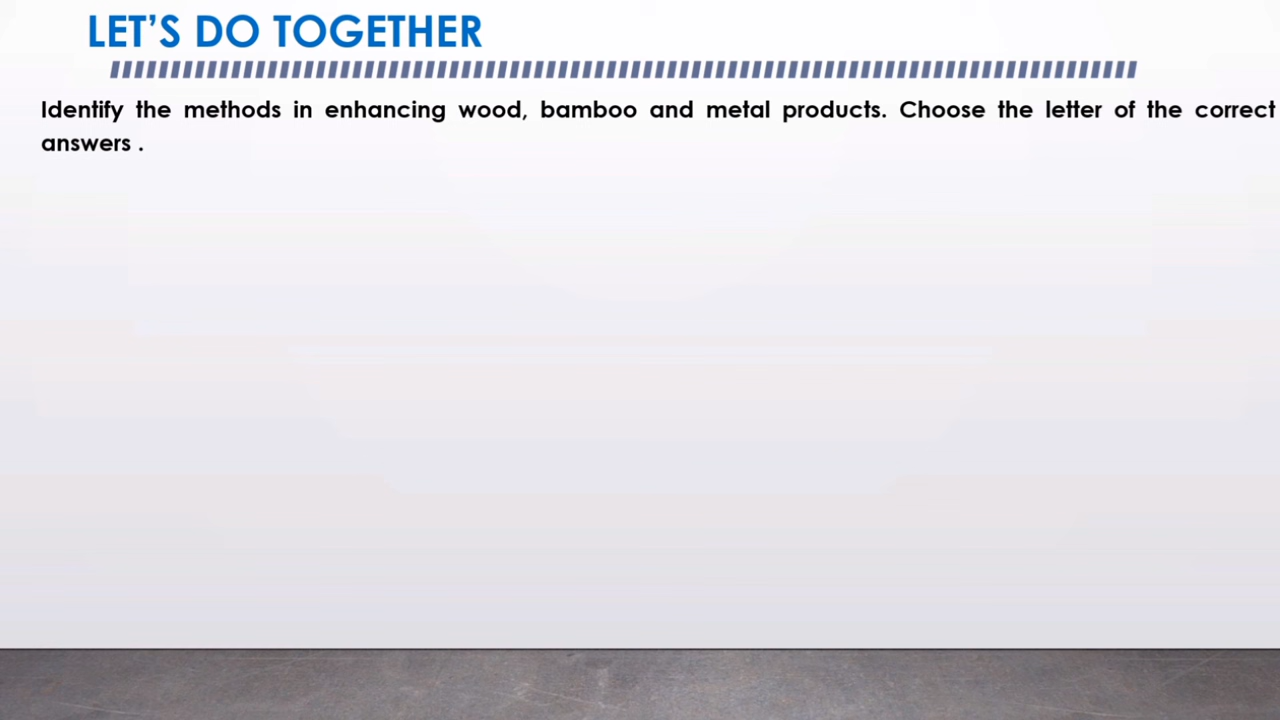 LET'S DO TOGETHER
Identify the methods in enhancing wood, bamboo and metal products. Choose the letter of the correct
answers .